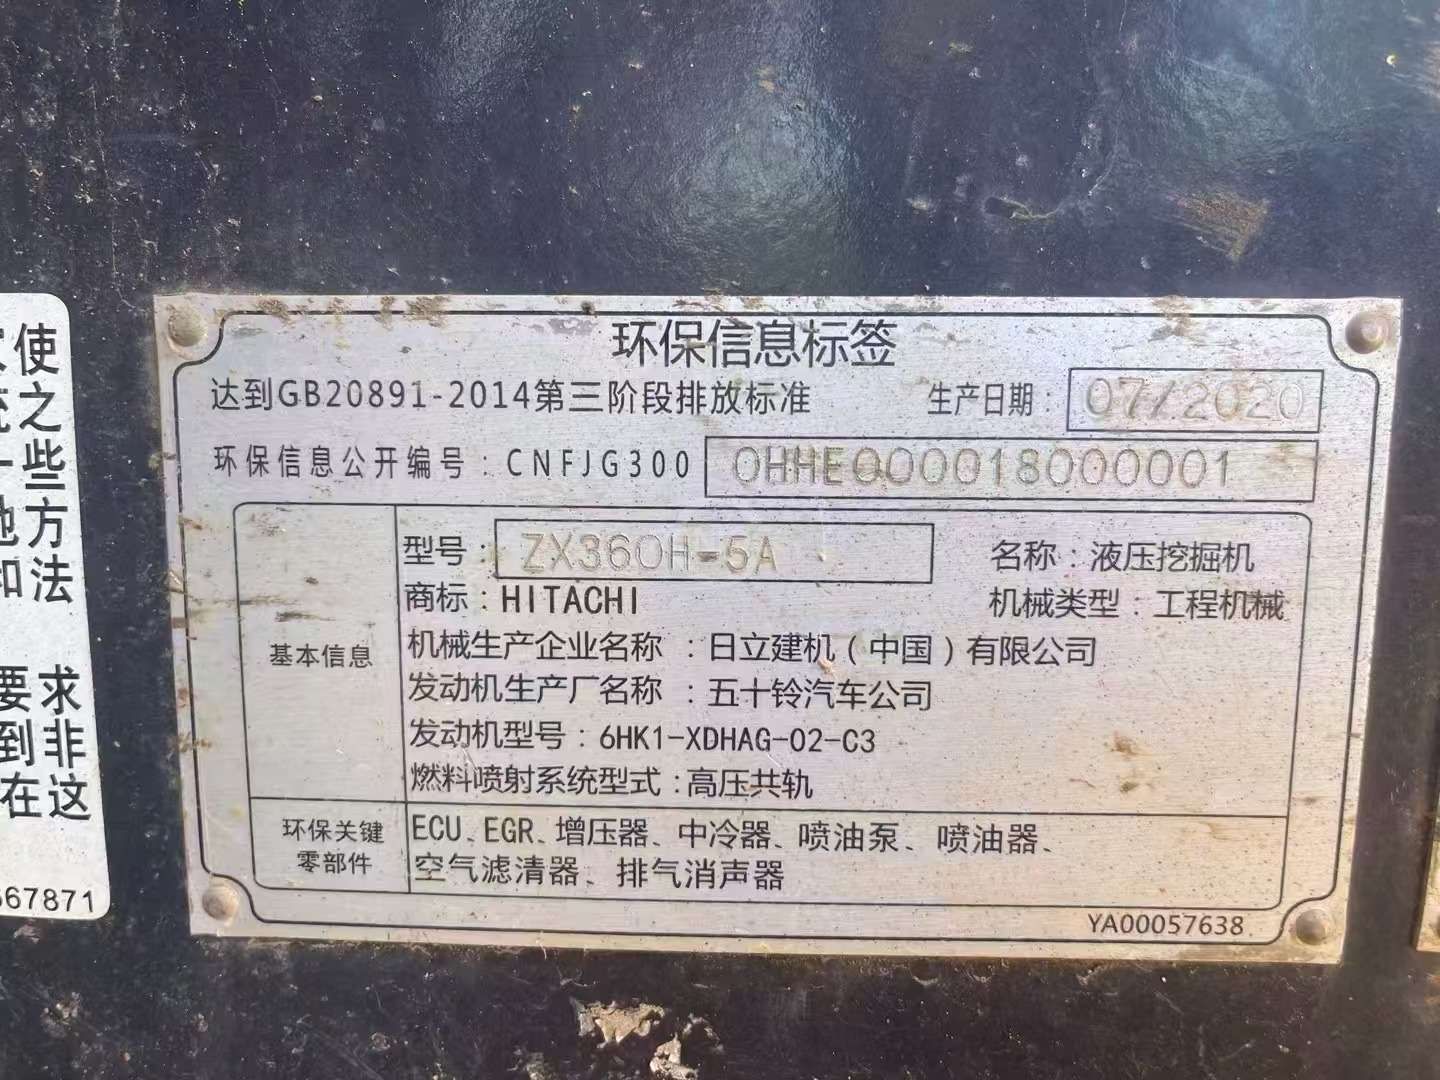 使
之
些
方
和法
要求
到非
在这
67871
环保信息标签
达到GB20891-2014第三阶段排放标准 生产日期: 07/2020
环保信息公开编号: CNFJG300 OHHE000018000001
型号: ZX360H-5A 名称: 液压挖掘机
商标: HITACHI 机械类型: 工程机械
基本信息 机械生产企业名称 : 日立建机(中国)有限公司
发动机生产厂名称 : 五十铃汽车公司
发动机型号: 6HK1-XDHAG-02-C3
燃料喷射系统型式: 高压共轨
环保关键 ECU、EGR、增压器、中冷器、喷油泵、喷油器、
零部件 空气滤清器、排气消声器
YA00057638